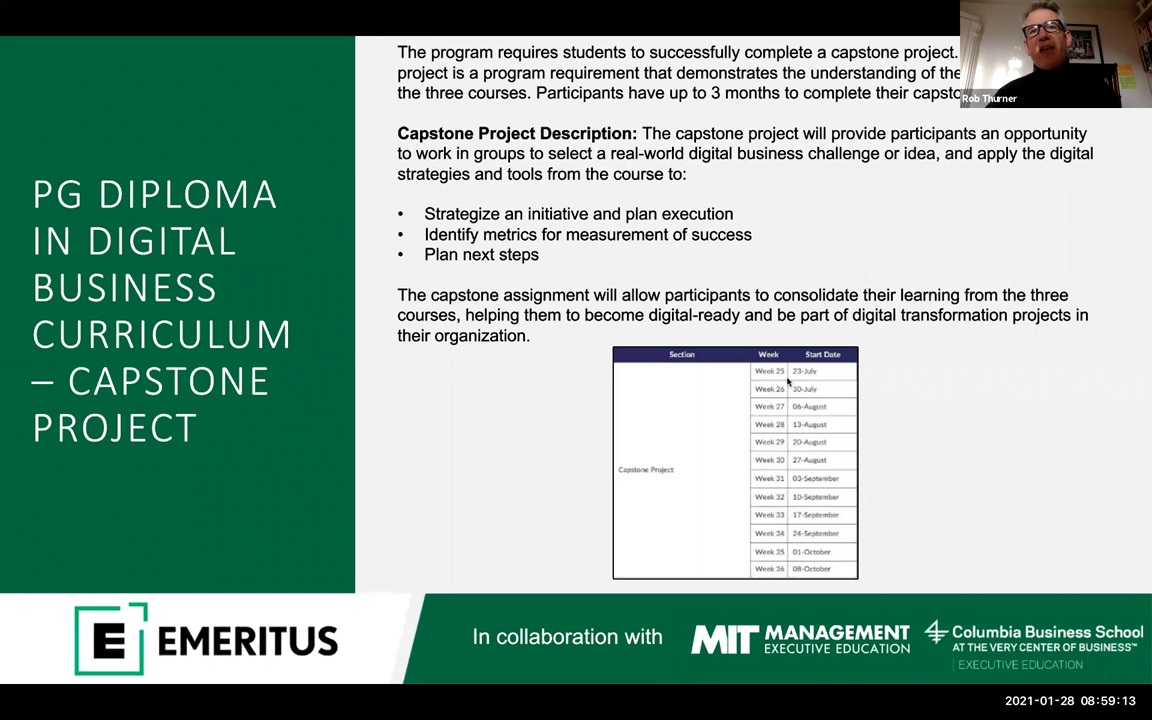 PG DIPLOMA
IN DIGITAL
BUSINESS
CURRICULUM
– CAPSTONE
PROJECT
The program requires students to successfully complete a capstone project.
project is a program requirement that demonstrates the understanding of the
the three courses. Participants have up to 3 months to complete their
Rob Thurner
Capstone Project Description: The capstone project will provide participants an opportunity
to work in groups to select a real-world digital business challenge or idea, and apply the digital
strategies and tools from the course to:
• Strategize an initiative and plan execution
• Identify metrics for measurement of success
• Plan next steps
The capstone assignment will allow participants to consolidate their learning from the three
courses, helping them to become digital-ready and be part of digital transformation projects in
their organization.
Section Week Start Date
Week 25 23-July
Week 26 30-July
Week 27 06-August
Week 28 13-August
Week 29 20-August
Week 30 27-August
Capstone Project
Week 31 03-September
Week 32 10-September
Week 33 17-September
Week 34 24-September
Week 35 01-October
Week 36 08-October
E EMERITUS
In collaboration with
MIT MANAGEMENT
EXECUTIVE EDUCATION
Columbia Business School
AT THE VERY CENTER OF BUSINESS™
EXECUTIVE EDUCATION
2021-01-28 08:59:13